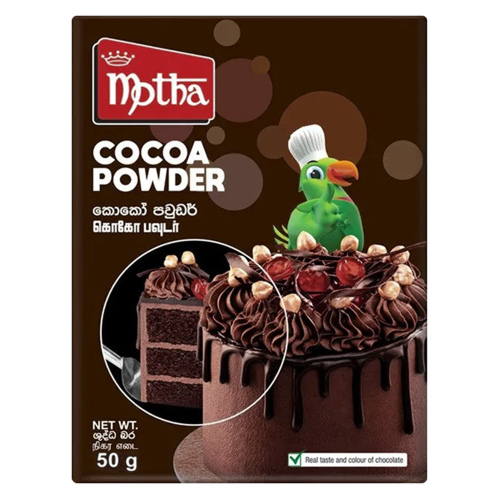 Motha
COCOA
POWDER
කොකෝ පවුඩර්
கொகோ பவுடர்
NET WT.
ශුද්ධ බර
நிகர எடை
50 g
Real taste and colour of chocolate